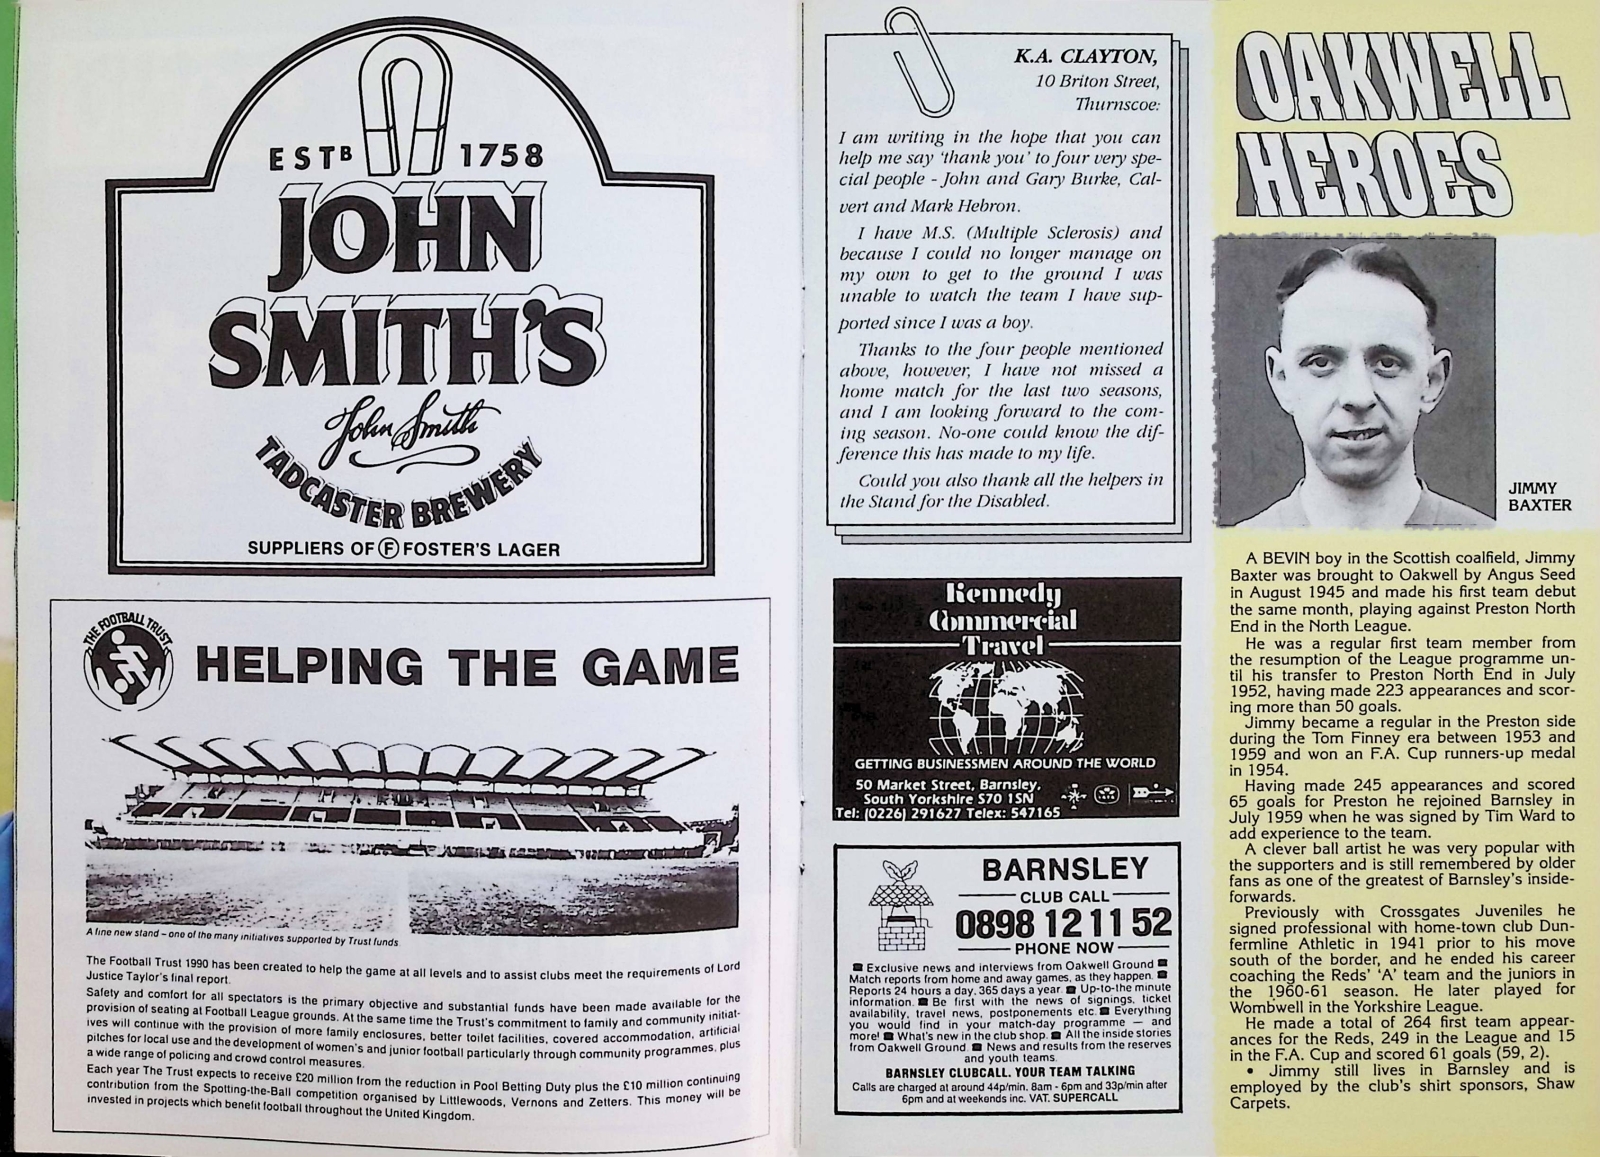 ESTB 1758
JOHN
SMITH'S
John Smith
TADCASTER BREWERY
SUPPLIERS OF F FOSTER'S LAGER
THE FOOTBALL TRUST
HELPING THE GAME
A fine new stand – one of the many initiatives supported by Trust funds
The Football Trust 1990 has been created to help the game at all levels and to assist clubs meet the requirements of Lord
Justice Taylor's final report.
Safety and comfort for all spectators is the primary objective and substantial funds have been made available for the
provision of seating at Football League grounds. At the same time the Trust's commitment to family and community initiat-
ives will continue with the provision of more family enclosures, better toilet facilities, covered accommodation, artificial
pitches for local use and the development of women's and junior football particularly through community programmes, plus
a wide range of policing and crowd control measures.
Each year The Trust expects to receive £20 million from the reduction in Pool Betting Duty plus the £10 million continuing
contribution from the Spotting-the-Ball competition organised by Littlewoods, Vernons and Zetters. This money will be
invested in projects which benefit football throughout the United Kingdom.
K.A. CLAYTON,
10 Briton Street,
Thurnscoe:
I am writing in the hope that you can
help me say 'thank you' to four very spe-
cial people - John and Gary Burke, Cal-
vert and Mark Hebron.
I have M.S. (Multiple Sclerosis) and
because I could no longer manage on
my own to get to the ground I was
unable to watch the team I have sup-
ported since I was a boy.
Thanks to the four people mentioned
above, however, I have not missed a
home match for the last two seasons,
and I am looking forward to the com-
ing season. No-one could know the dif-
ference this has made to my life.
Could you also thank all the helpers in
the Stand for the Disabled.
Kennedy
Commercial
Travel
GETTING BUSINESSMEN AROUND THE WORLD
50 Market Street, Barnsley,
South Yorkshire S70 1SN
Tel: (0226) 291627 Telex: 547165
BARNSLEY
CLUB CALL
0898 12 11 52
PHONE NOW
Exclusive news and interviews from Oakwell Ground
Match reports from home and away games, as they happen.
Reports 24 hours a day, 365 days a year. Up-to-the minute
information. Be first with the news of signings, ticket
availability, travel news, postponements etc. Everything
you would find in your match-day programme — and
more! What's new in the club shop. All the inside stories
from Oakwell Ground. News and results from the reserves
and youth teams.
BARNSLEY CLUBCALL. YOUR TEAM TALKING
Calls are charged at around 44p/min. 8am - 6pm and 33p/min after
6pm and at weekends inc. VAT. SUPERCALL
OAKWELL
HEROES
JIMMY
BAXTER
A BEVIN boy in the Scottish coalfield, Jimmy
Baxter was brought to Oakwell by Angus Seed
in August 1945 and made his first team debut
the same month, playing against Preston North
End in the North League.
He was a regular first team member from
the resumption of the League programme un-
til his transfer to Preston North End in July
1952, having made 223 appearances and scor-
ing more than 50 goals.
Jimmy became a regular in the Preston side
during the Tom Finney era between 1953 and
1959 and won an F.A. Cup runners-up medal
in 1954.
Having made 245 appearances and scored
65 goals for Preston he rejoined Barnsley in
July 1959 when he was signed by Tim Ward to
add experience to the team.
A clever ball artist he was very popular with
the supporters and is still remembered by older
fans as one of the greatest of Barnsley's inside-
forwards.
Previously with Crossgates Juveniles he
signed professional with home-town club Dun-
fermline Athletic in 1941 prior to his move
south of the border, and he ended his career
coaching the Reds' 'A' team and the juniors in
the 1960-61 season. He later played for
Wombwell in the Yorkshire League.
He made a total of 264 first team appear-
ances for the Reds, 249 in the League and 15
in the F.A. Cup and scored 61 goals (59, 2).
• Jimmy still lives in Barnsley and is
employed by the club's shirt sponsors, Shaw
Carpets.